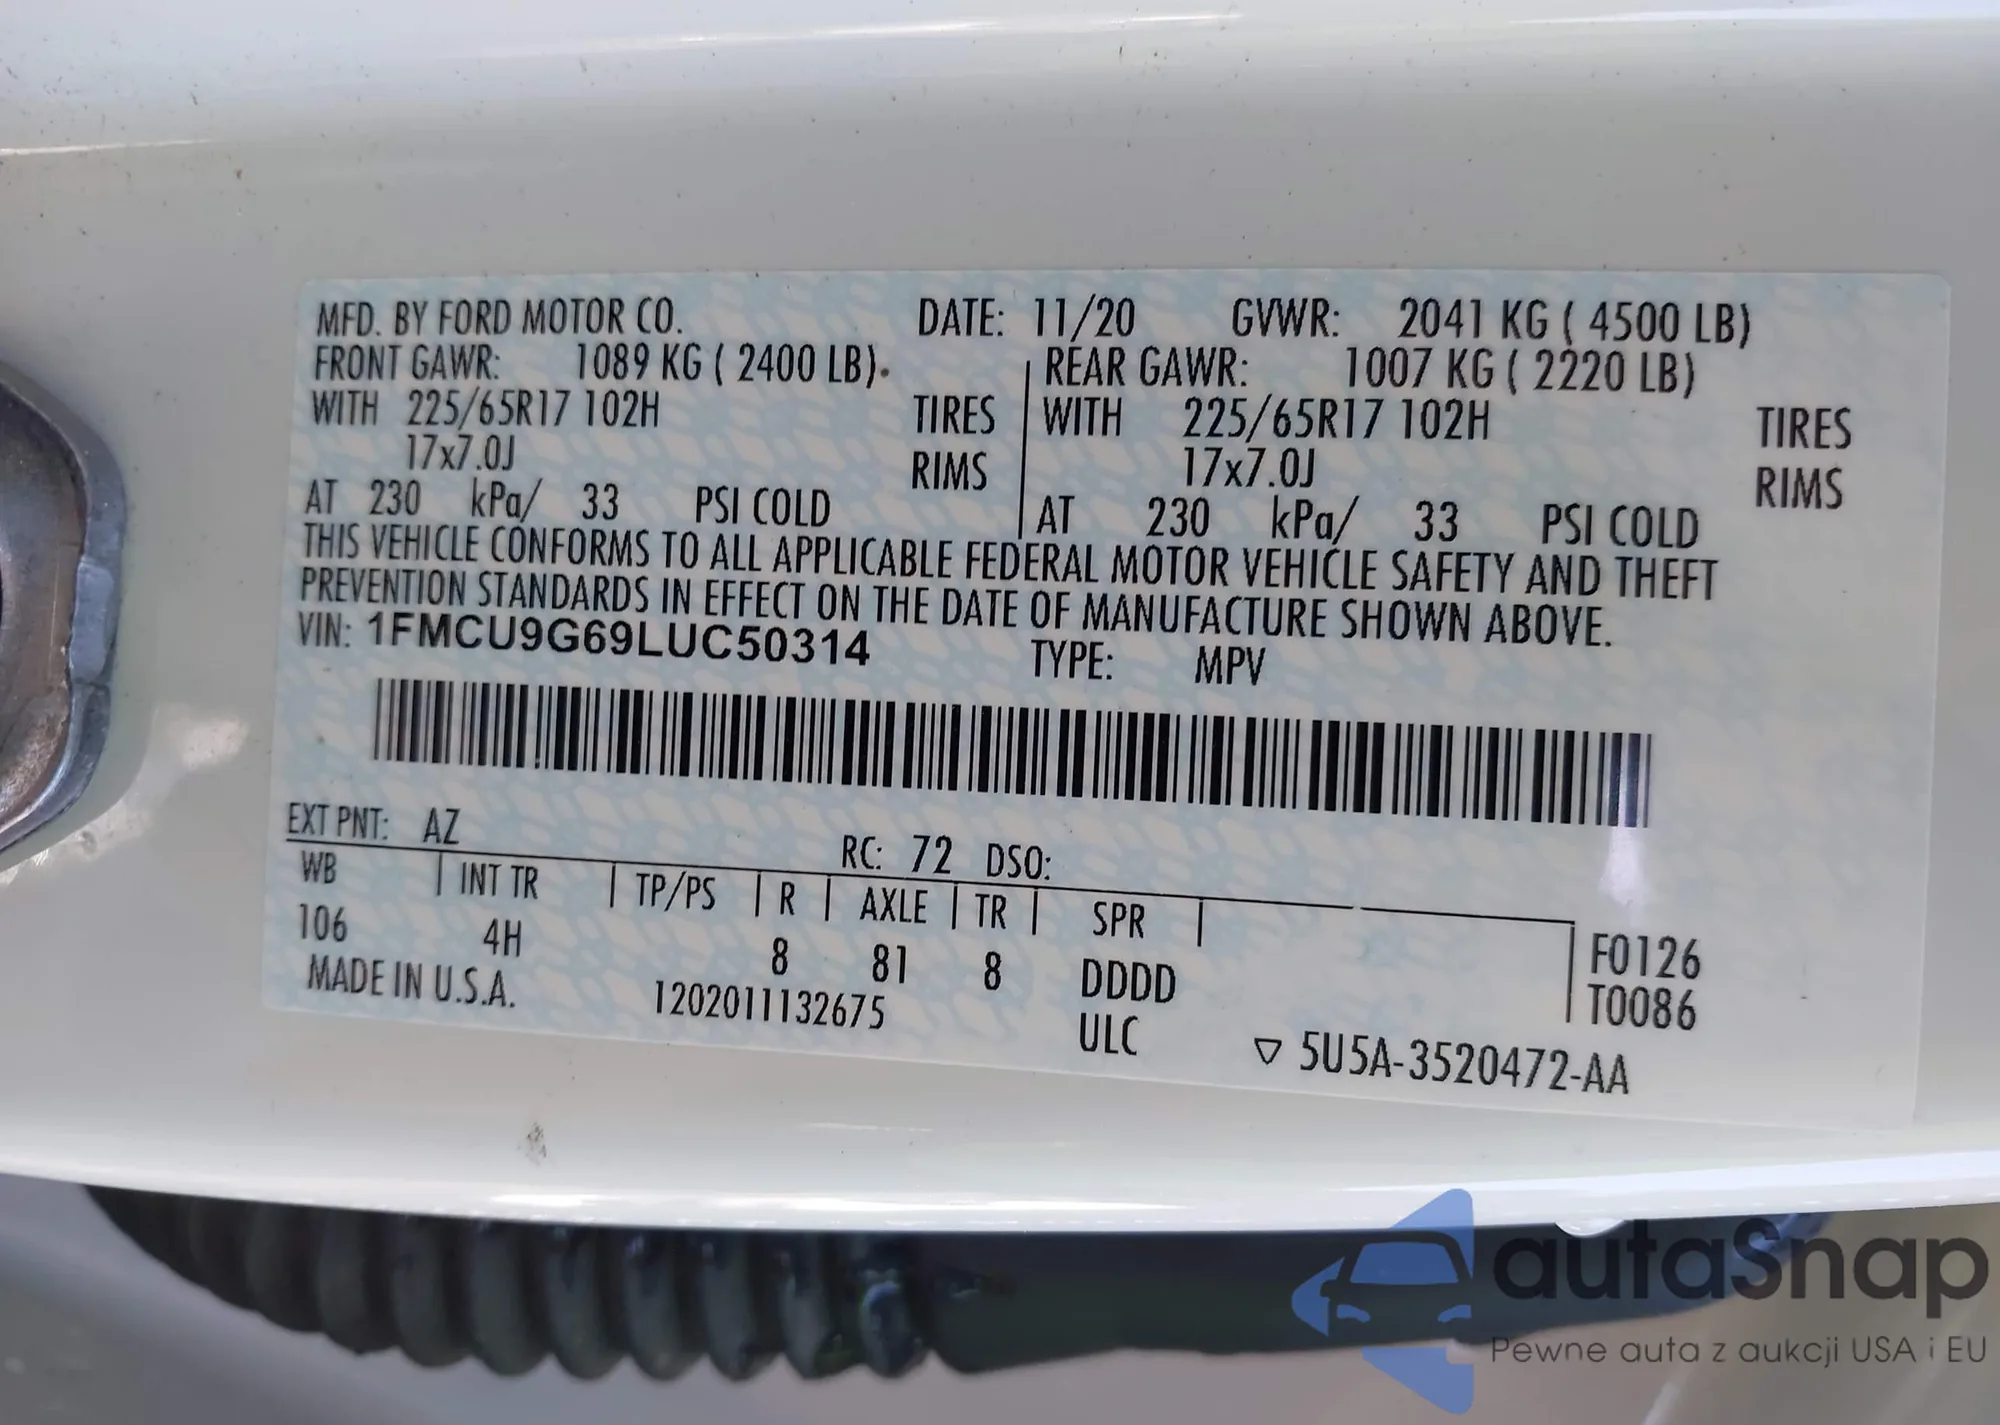 MFD. BY FORD MOTOR CO. DATE: 11/20 GVWR: 2041 KG ( 4500 LB)
FRONT GAWR: 1089 KG ( 2400 LB) REAR GAWR: 1007 KG ( 2220 LB)
WITH 225/65R17 102H TIRES WITH 225/65R17 102H TIRES
17x7.0J RIMS 17x7.0J RIMS
AT 230 kPa/ 33 PSI COLD AT 230 kPa/ 33 PSI COLD
THIS VEHICLE CONFORMS TO ALL APPLICABLE FEDERAL MOTOR VEHICLE SAFETY AND THEFT
PREVENTION STANDARDS IN EFFECT ON THE DATE OF MANUFACTURE SHOWN ABOVE.
VIN: 1FMCU9G69LUC50314 TYPE: MPV
EXT PNT: AZ RC: 72 DSO:
WB INT TR TP/PS R AXLE TR SPR
106 4H 8 81 8 DDDD F0126
MADE IN U.S.A. 1202011132675 ULC T0086
▽ 5U5A-3520472-AA
autaSnap
Pewne auta z aukcji USA i EU